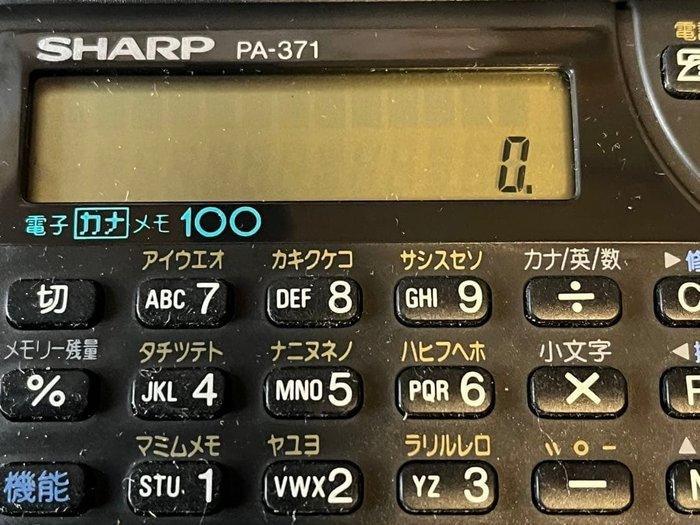 SHARP PA-371
電
0.
電子カナメモ 100
アイウエオ カキクケコ サシスセソ カナ/英/数 ▶修
切 ABC 7 DEF 8 GHI 9 ÷ C
メモリー残量 タチツテト ナニヌネノ ハヒフヘホ 小文字 ◀
% JKL 4 MNO 5 PQR 6 ×
マミムメモ ヤユヨ ラリルレロ ゛゜ー ▲
機能 STU. 1 VWX 2 YZ 3 −